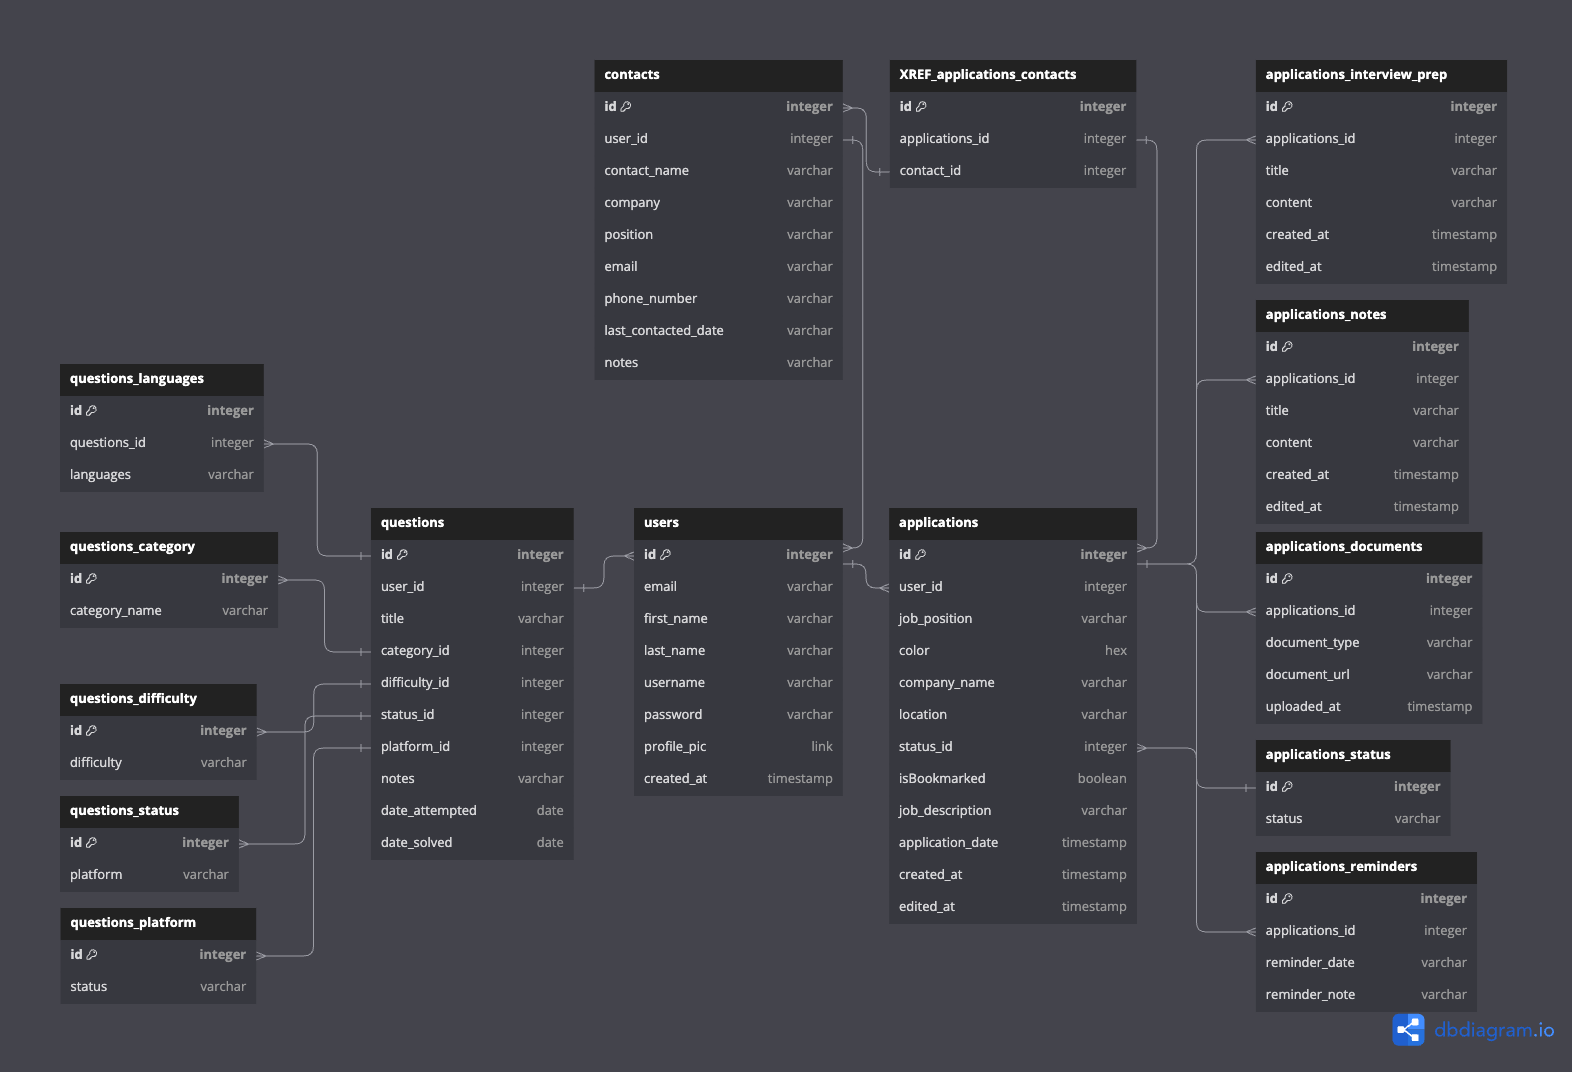 contacts
id integer
user_id integer
contact_name varchar
company varchar
position varchar
email varchar
phone_number varchar
last_contacted_date varchar
notes varchar
XREF_applications_contacts
id integer
applications_id integer
contact_id integer
applications_interview_prep
id integer
applications_id integer
title varchar
content varchar
created_at timestamp
edited_at timestamp
applications_notes
id integer
applications_id integer
title varchar
content varchar
created_at timestamp
edited_at timestamp
questions_languages
id integer
questions_id integer
languages varchar
questions_category
id integer
category_name varchar
questions_difficulty
id integer
difficulty varchar
questions_status
id integer
platform varchar
questions_platform
id integer
status varchar
questions
id integer
user_id integer
title varchar
category_id integer
difficulty_id integer
status_id integer
platform_id integer
notes varchar
date_attempted date
date_solved date
users
id integer
email varchar
first_name varchar
last_name varchar
username varchar
password varchar
profile_pic link
created_at timestamp
applications
id integer
user_id integer
job_position varchar
color hex
company_name varchar
location varchar
status_id integer
isBookmarked boolean
job_description varchar
application_date timestamp
created_at timestamp
edited_at timestamp
applications_documents
id integer
applications_id integer
document_type varchar
document_url varchar
uploaded_at timestamp
applications_status
id integer
status varchar
applications_reminders
id integer
applications_id integer
reminder_date varchar
reminder_note varchar
dbdiagram.io